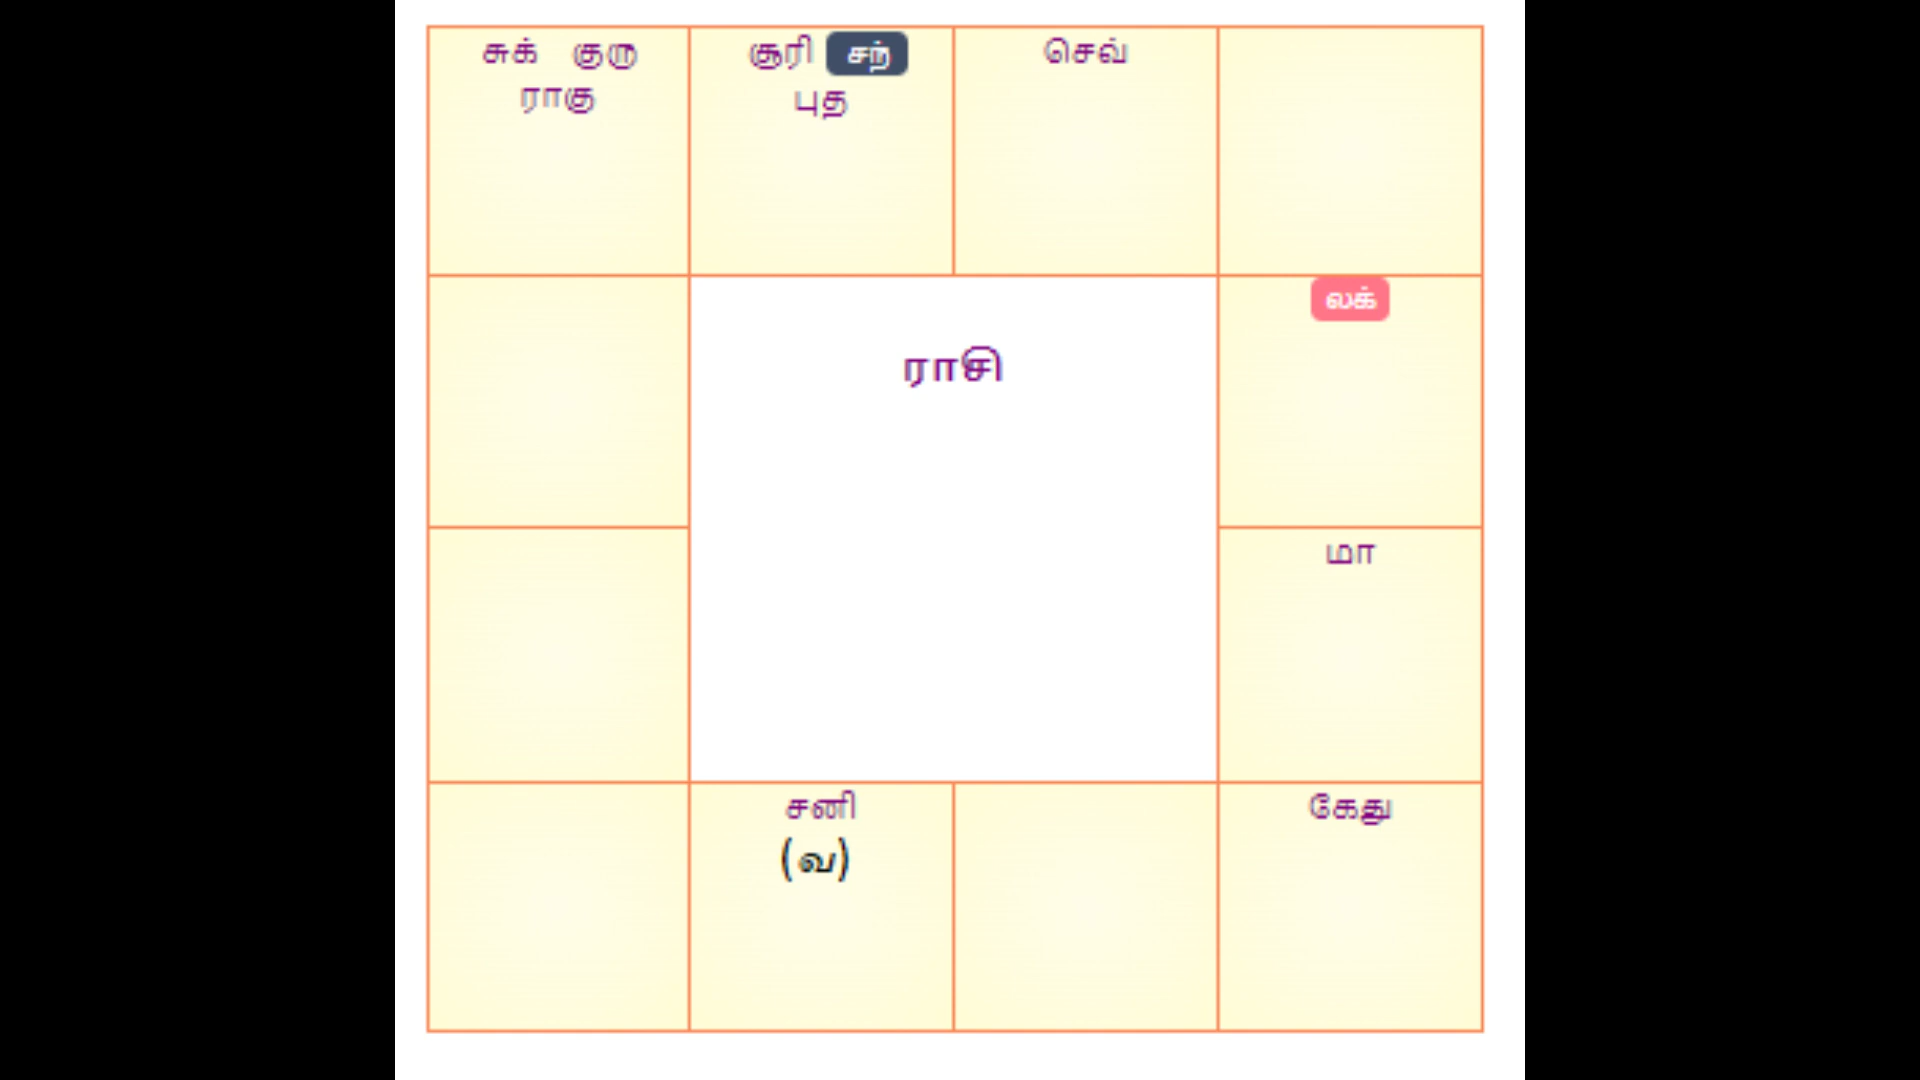 சுக் குரு
ராகு
சூரி சந்
புத
செவ்
லக்
ராசி
மா
சனி
(வ)
கேது